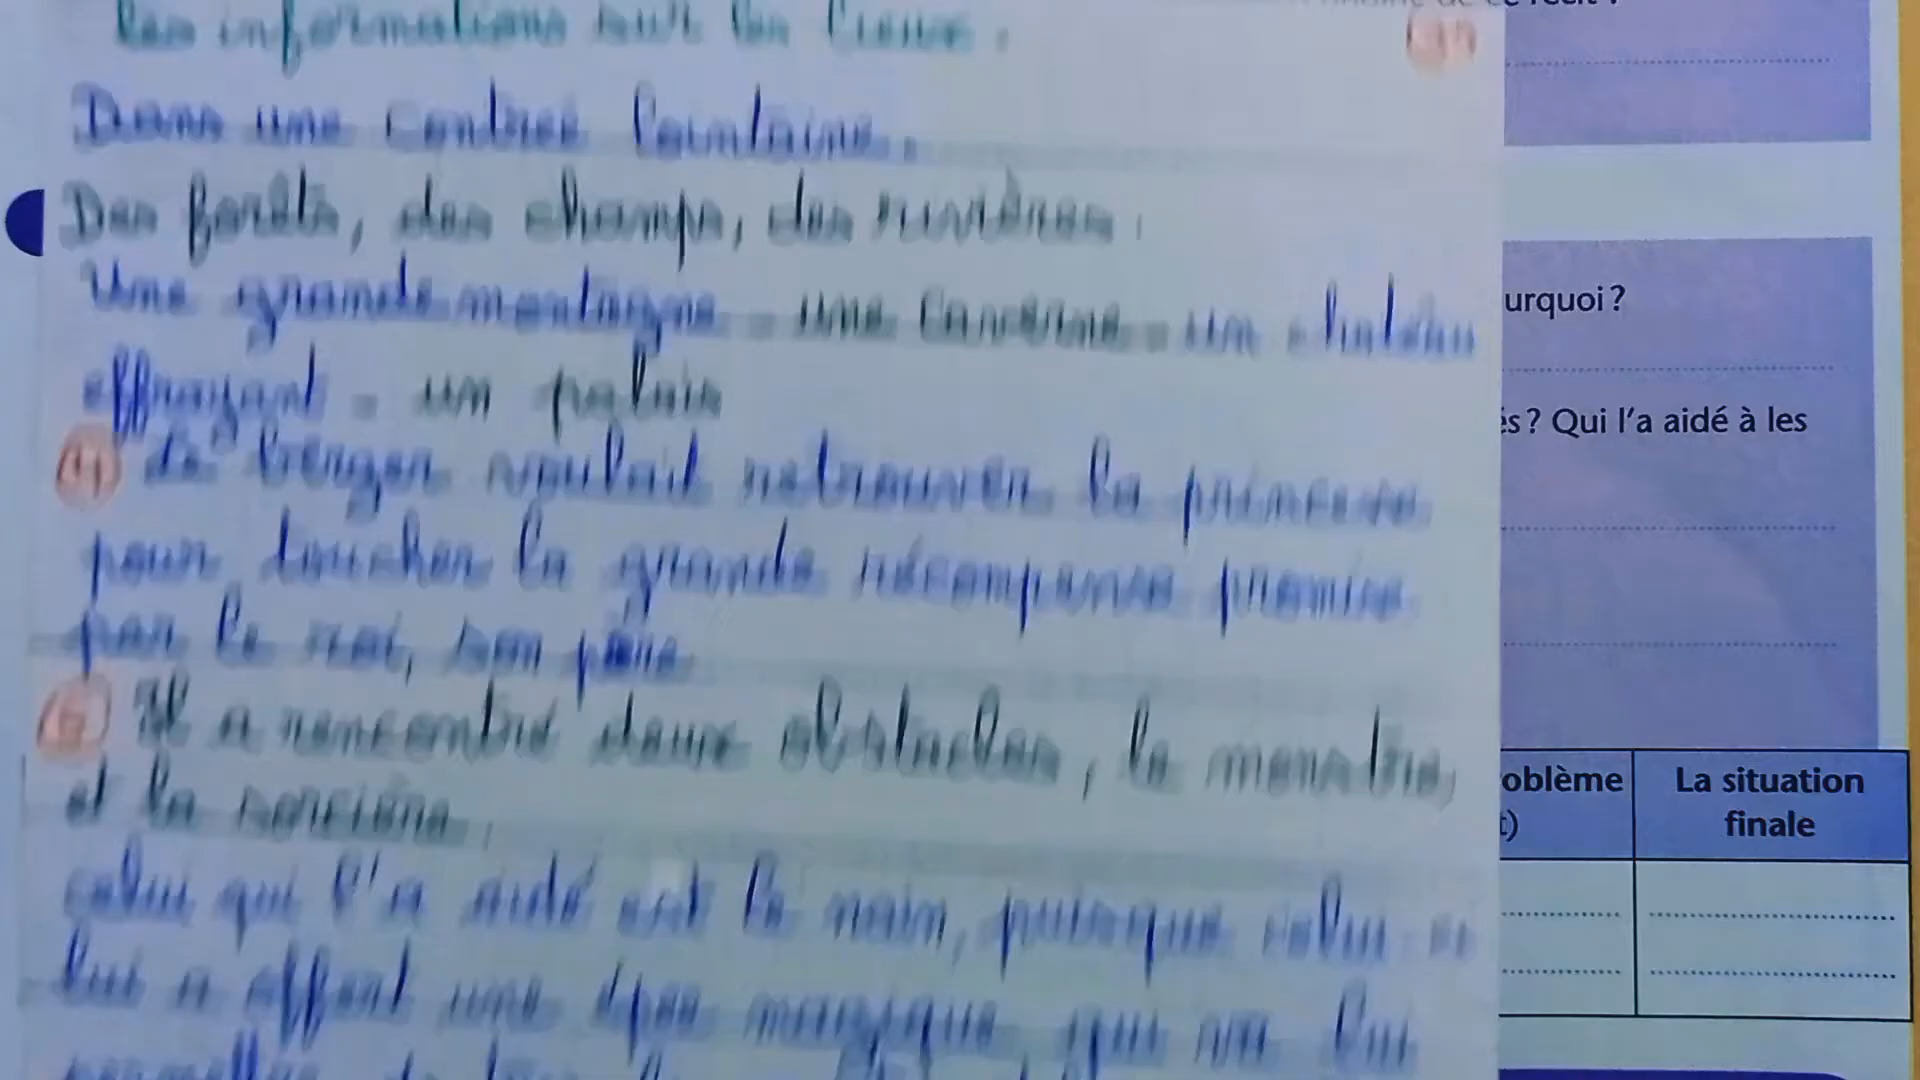 les informations sur les lieux.
Dans une contrée lointaine.
Des forêts, des champs, des rivières.
Une grande montagne - une caverne - un château
effrayant - un palais
Le berger voulait retrouver la princesse
pour toucher la grande récompense promise
par le roi, son père
Il a rencontré deux obstacles, le monstre,
et la sorcière.
celui qui l'a aidé est le nain, puisque celui-ci
lui a offert une épée magique, qui va lui
ce récit ?
urquoi ?
és ? Qui l'a aidé à les
oblème
t)
La situation
finale